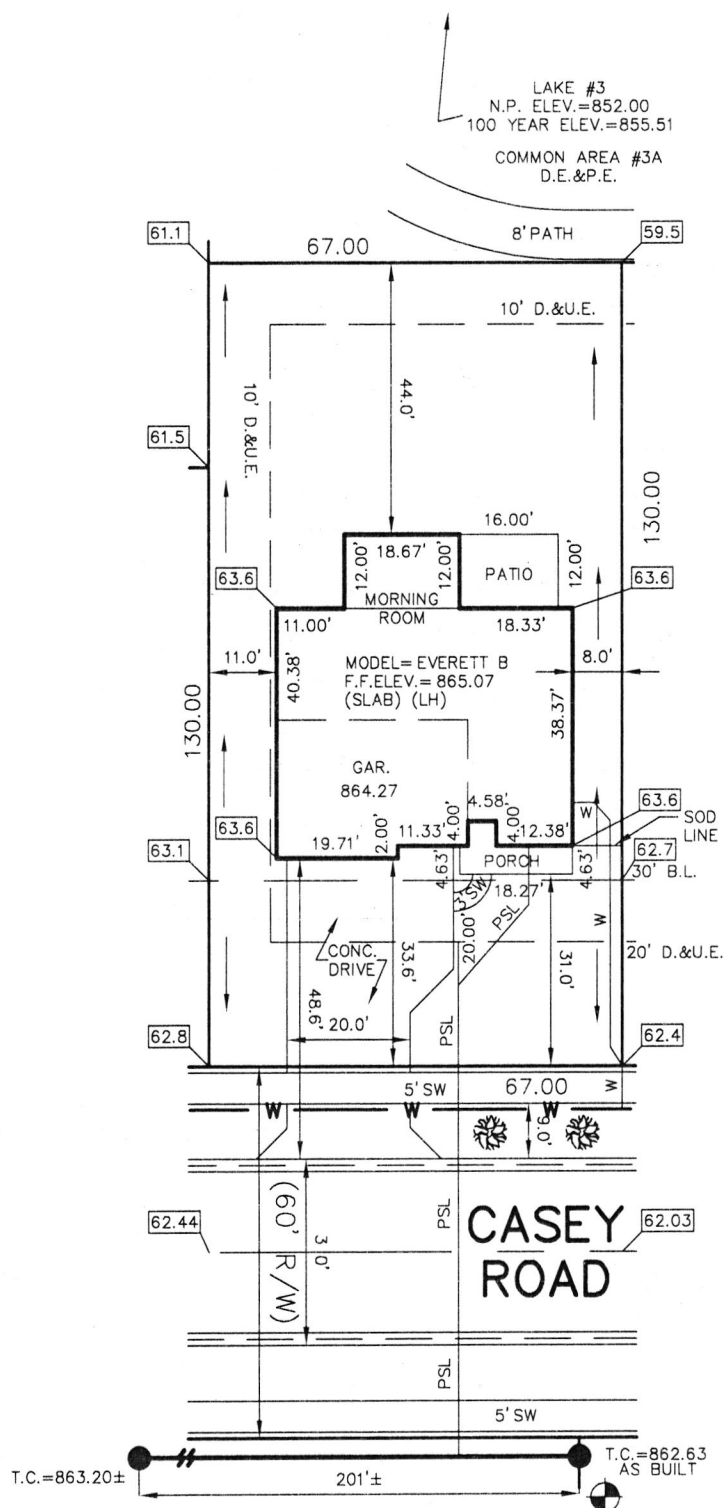 LAKE #3
N.P. ELEV.=852.00
100 YEAR ELEV.=855.51
COMMON AREA #3A
D.E.&P.E.
8' PATH
61.1
67.00
59.5
10' D.&U.E.
44.0'
10' D.&U.E.
61.5
130.00
16.00'
18.67'
12.00'
12.00'
PATIO
12.00'
63.6
63.6
MORNING
ROOM
11.00'
18.33'
11.0'
40.38'
MODEL= EVERETT B
F.F.ELEV.= 865.07
(SLAB) (LH)
8.0'
38.37'
130.00
GAR.
864.27
4.58'
W
63.6
SOD
LINE
63.6
19.71'
2.00'
11.33'
4.00'
4.00'
12.38'
PORCH
62.7
63.1
4.63'
4.63'
30' B.L.
3'SW
18.27'
PSL
20.00'
W
20' D.&U.E.
CONC.
DRIVE
33.6'
31.0'
48.6'
20.0'
PSL
62.8
62.4
5' SW
67.00
W
W
W
W
9.0'
62.44
(60' R/W)
PSL
CASEY
ROAD
62.03
PSL
5' SW
T.C.=863.20±
201'±
T.C.=862.63
AS BUILT